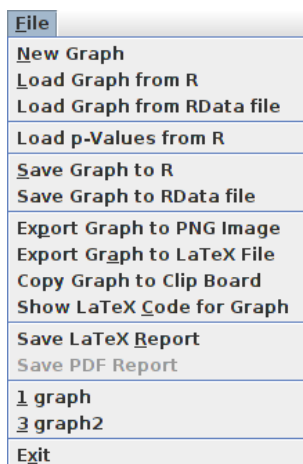 File
New Graph
Load Graph from R
Load Graph from RData file
Load p-Values from R
Save Graph to R
Save Graph to RData file
Export Graph to PNG Image
Export Graph to LaTeX File
Copy Graph to Clip Board
Show LaTeX Code for Graph
Save LaTeX Report
Save PDF Report
1 graph
3 graph2
Exit